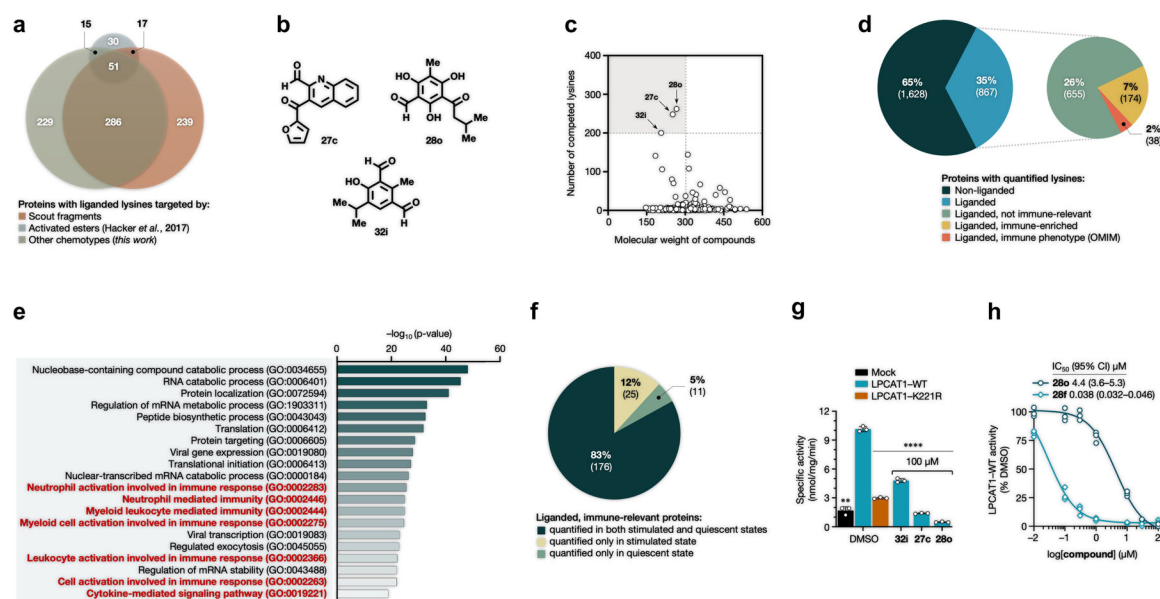 a
15
17
30
51
229
286
239
Proteins with liganded lysines targeted by:
Scout fragments
Activated esters (Hacker et al., 2017)
Other chemotypes (this work)
b
O
N
O
O
27c
Me
HO
OH
O
OH
O
Me
Me
28o
O
HO
Me
Me
Me
O
32i
c
Number of competed lysines
400
300
200
100
0
28o
27c
32i
0
150
300
450
600
Molecular weight of compounds
d
65%
(1,628)
35%
(867)
26%
(655)
7%
(174)
2%
(38)
Proteins with quantified lysines:
Non-liganded
Liganded
Liganded, not immune-relevant
Liganded, immune-enriched
Liganded, immune phenotype (OMIM)
e
–log10 (p-value)
0
20
40
60
Nucleobase-containing compound catabolic process (GO:0034655)
RNA catabolic process (GO:0006401)
Protein localization (GO:0072594)
Regulation of mRNA metabolic process (GO:1903311)
Peptide biosynthetic process (GO:0043043)
Translation (GO:0006412)
Protein targeting (GO:0006605)
Viral gene expression (GO:0019080)
Translational initiation (GO:0006413)
Nuclear-transcribed mRNA catabolic process (GO:0000184)
Neutrophil activation involved in immune response (GO:0002283)
Neutrophil mediated immunity (GO:0002446)
Myeloid leukocyte mediated immunity (GO:0002444)
Myeloid cell activation involved in immune response (GO:0002275)
Viral transcription (GO:0019083)
Regulated exocytosis (GO:0045055)
Leukocyte activation involved in immune response (GO:0002366)
Regulation of mRNA stability (GO:0043488)
Cell activation involved in immune response (GO:0002263)
Cytokine-mediated signaling pathway (GO:0019221)
f
12%
(25)
5%
(11)
83%
(176)
Liganded, immune-relevant proteins:
quantified in both stimulated and quiescent states
quantified only in stimulated state
quantified only in quiescent state
g
Mock
LPCAT1–WT
LPCAT1–K221R
Specific activity
(nmol/mg/min)
12
9
6
3
0
****
100 µM
**
DMSO
32i 27c 28o
h
IC50 (95% CI) µM
28o 4.4 (3.6–5.3)
28f 0.038 (0.032–0.046)
LPCAT1–WT activity
(% DMSO)
100
75
50
25
0
–2
–1
0
1
2
log[compound] (µM)